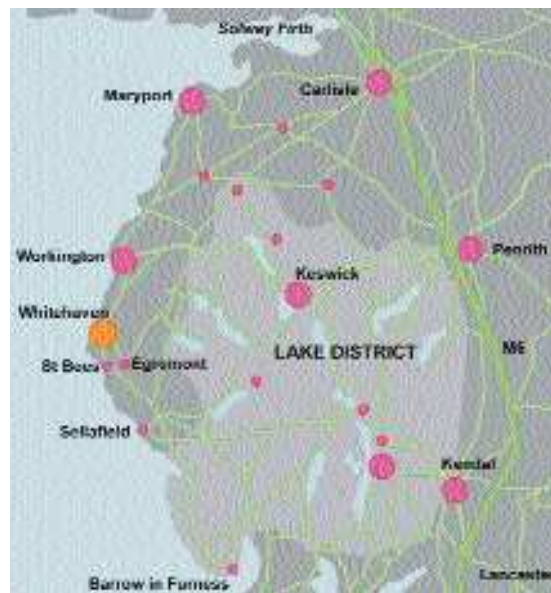 Solway Firth
Carlisle
Maryport
Workington
Penrith
Keswick
Whitehaven
LAKE DISTRICT
M6
St Bees
Egremont
Sellafield
Kendal
Lancaster
Barrow in Furness